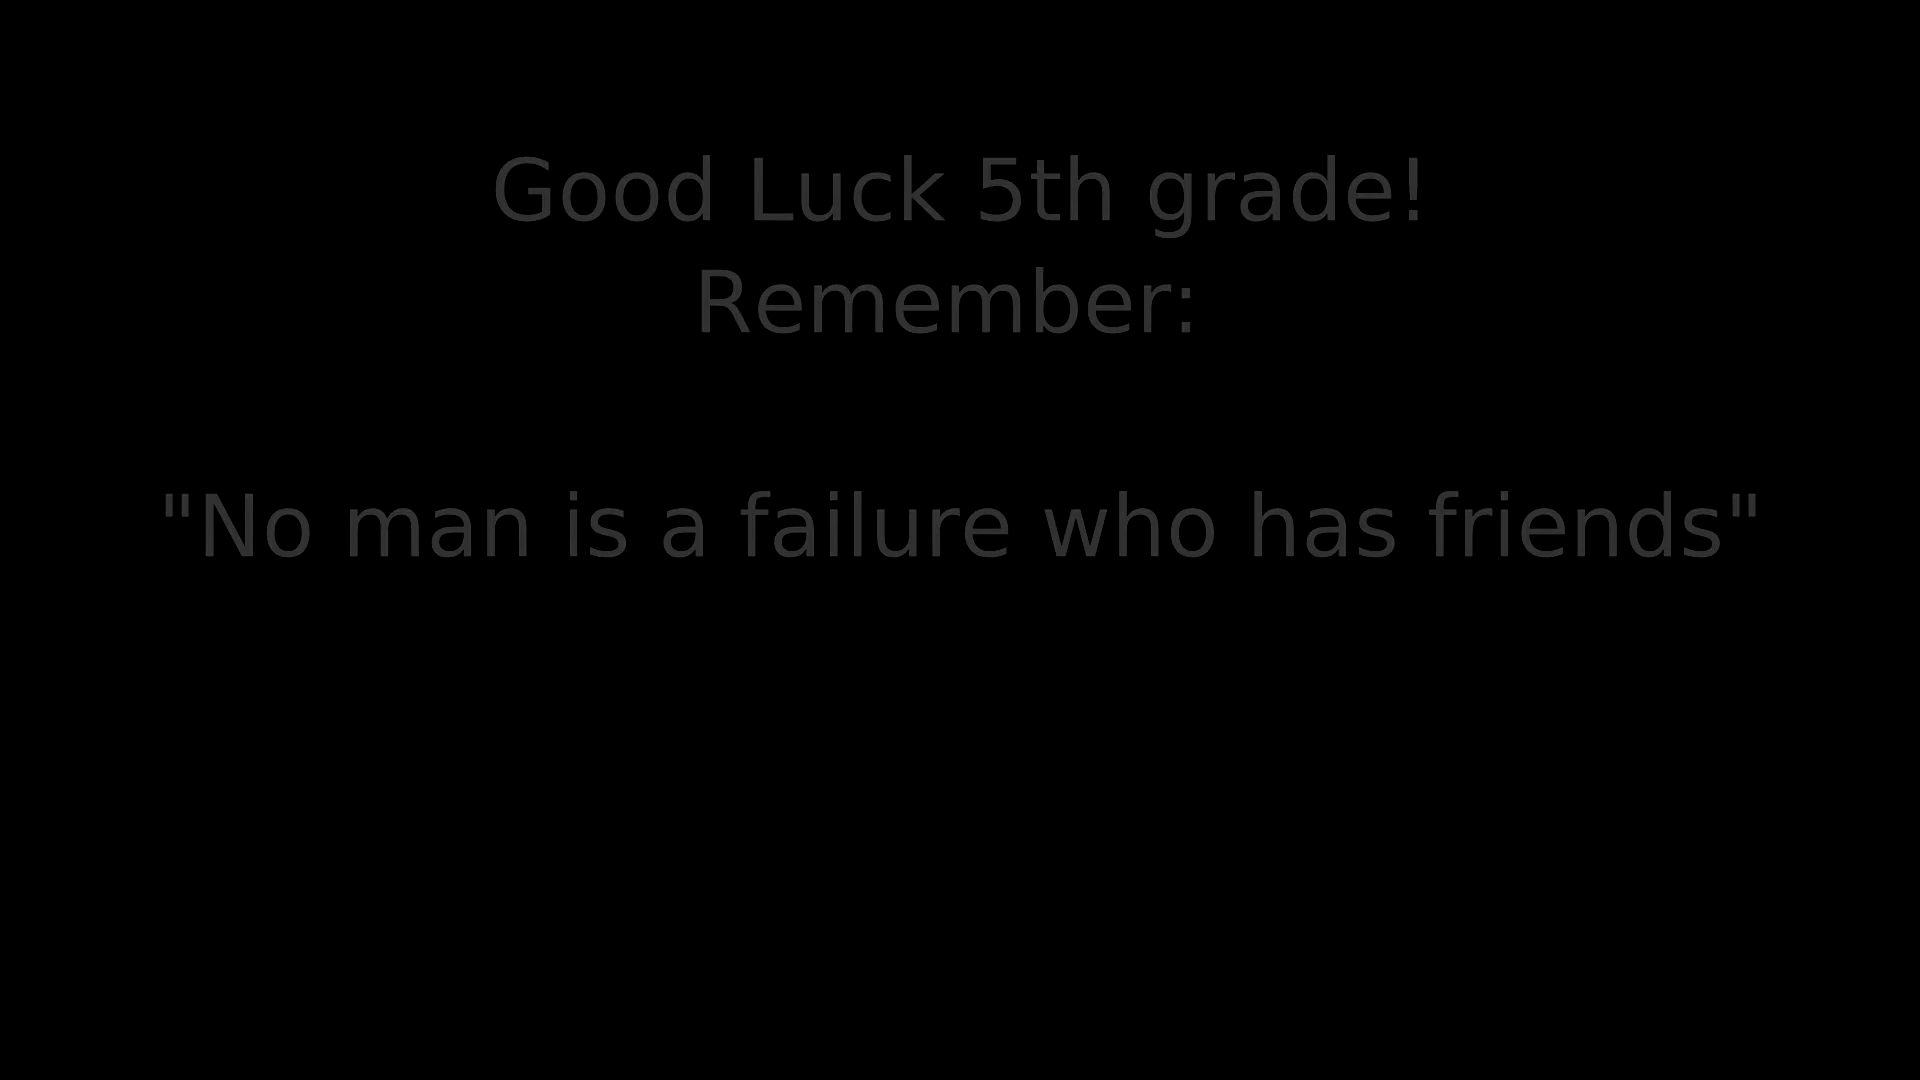 Good Luck 5th grade!
Remember:
"No man is a failure who has friends"